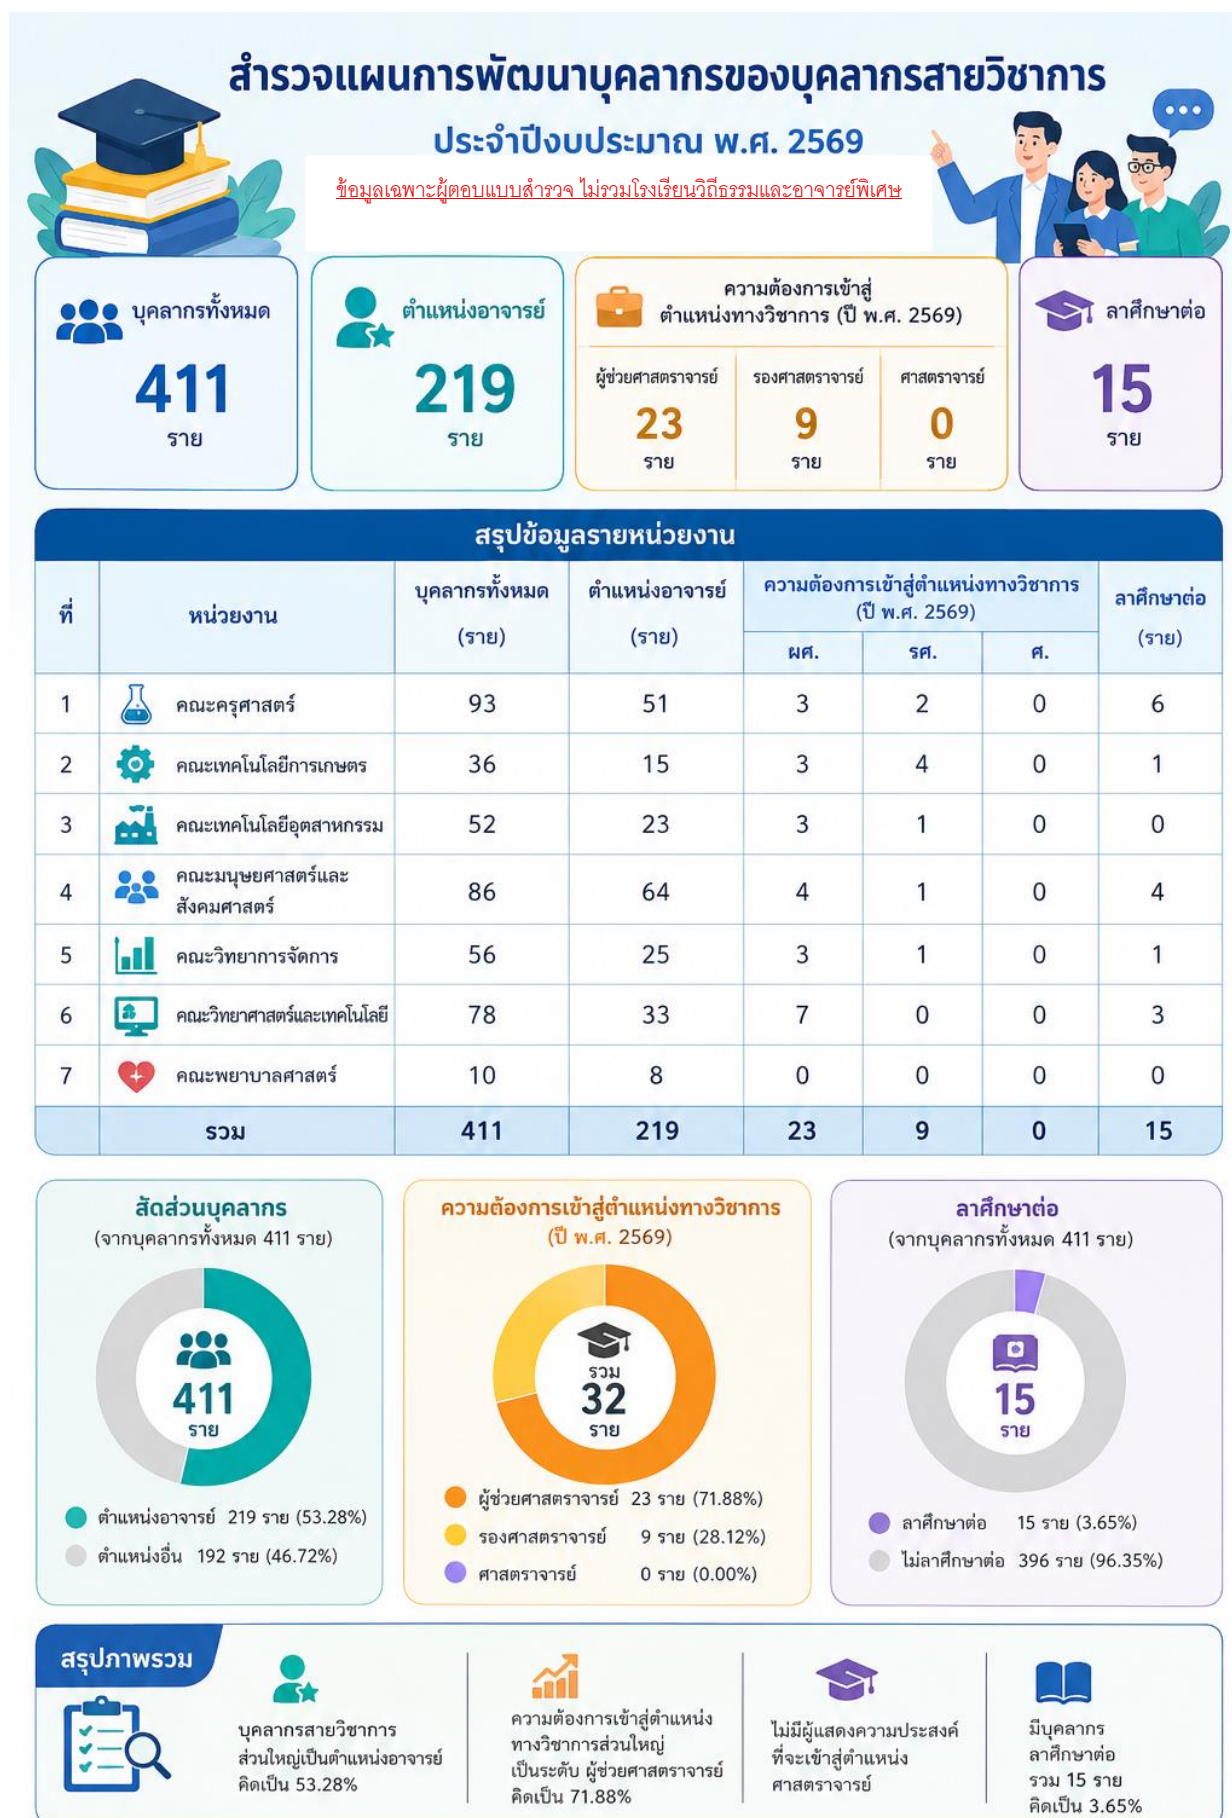 สำรวจแผนการพัฒนาบุคลากรของบุคลากรสายวิชาการ
ประจำปีงบประมาณ พ.ศ. 2569
ข้อมูลเฉพาะผู้ตอบแบบสำรวจ ไม่รวมโรงเรียนวิถีธรรมและอาจารย์พิเศษ
บุคลากรทั้งหมด
411
ราย
ตำแหน่งอาจารย์
219
ราย
ความต้องการเข้าสู่
ตำแหน่งทางวิชาการ (ปี พ.ศ. 2569)
ผู้ช่วยศาสตราจารย์ รองศาสตราจารย์ ศาสตราจารย์
23 9 0
ราย ราย ราย
ลาศึกษาต่อ
15
ราย
สรุปข้อมูลรายหน่วยงาน
ที่ หน่วยงาน บุคลากรทั้งหมด (ราย) ตำแหน่งอาจารย์ (ราย) ความต้องการเข้าสู่ตำแหน่งทางวิชาการ (ปี พ.ศ. 2569) ลาศึกษาต่อ (ราย)
ผศ. รศ. ศ.
1 คณะครุศาสตร์ 93 51 3 2 0 6
2 คณะเทคโนโลยีการเกษตร 36 15 3 4 0 1
3 คณะเทคโนโลยีอุตสาหกรรม 52 23 3 1 0 0
4 คณะมนุษยศาสตร์และ
สังคมศาสตร์ 86 64 4 1 0 4
5 คณะวิทยาการจัดการ 56 25 3 1 0 1
6 คณะวิทยาศาสตร์และเทคโนโลยี 78 33 7 0 0 3
7 คณะพยาบาลศาสตร์ 10 8 0 0 0 0
รวม 411 219 23 9 0 15
สัดส่วนบุคลากร
(จากบุคลากรทั้งหมด 411 ราย)
411
ราย
ตำแหน่งอาจารย์ 219 ราย (53.28%)
ตำแหน่งอื่น 192 ราย (46.72%)
ความต้องการเข้าสู่ตำแหน่งทางวิชาการ
(ปี พ.ศ. 2569)
รวม
32
ราย
ผู้ช่วยศาสตราจารย์ 23 ราย (71.88%)
รองศาสตราจารย์ 9 ราย (28.12%)
ศาสตราจารย์ 0 ราย (0.00%)
ลาศึกษาต่อ
(จากบุคลากรทั้งหมด 411 ราย)
15
ราย
ลาศึกษาต่อ 15 ราย (3.65%)
ไม่ลาศึกษาต่อ 396 ราย (96.35%)
สรุปภาพรวม
บุคลากรสายวิชาการ
ส่วนใหญ่เป็นตำแหน่งอาจารย์
คิดเป็น 53.28%
ความต้องการเข้าสู่ตำแหน่ง
ทางวิชาการส่วนใหญ่
เป็นระดับ ผู้ช่วยศาสตราจารย์
คิดเป็น 71.88%
ไม่มีผู้แสดงความประสงค์
ที่จะเข้าสู่ตำแหน่ง
ศาสตราจารย์
มีบุคลากร
ลาศึกษาต่อ
รวม 15 ราย
คิดเป็น 3.65%